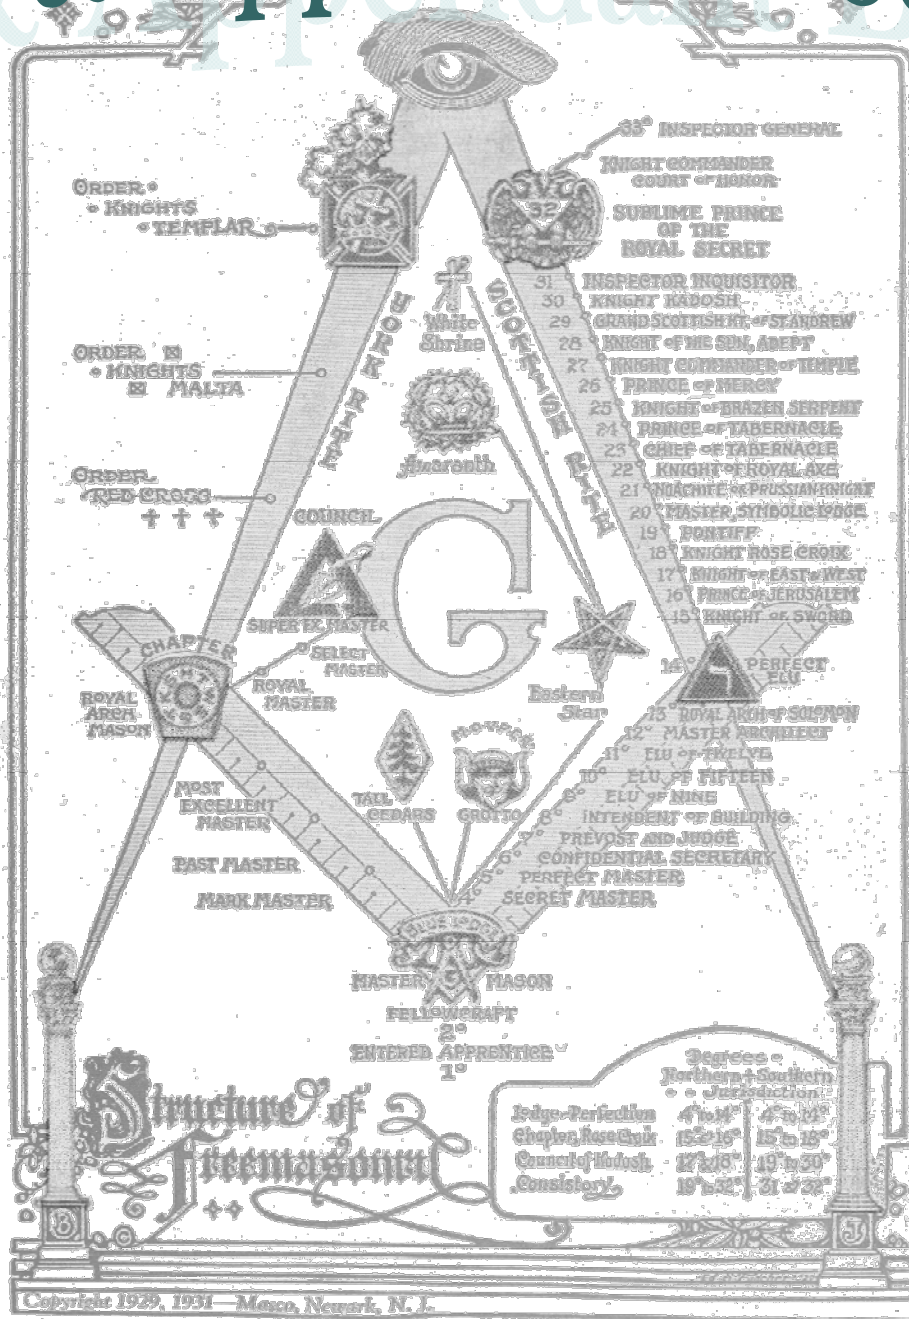 33° INSPECTOR GENERAL
KNIGHT COMMANDER
COURT OF HONOR
ORDER
KNIGHTS
TEMPLAR
32
SUBLIME PRINCE
OF THE
ROYAL SECRET
YORK RITE
SCOTTISH RITE
31 INSPECTOR INQUISITOR
30 KNIGHT KADOSH
29 GRAND SCOTTISH KT. OF ST ANDREW
28 KNIGHT OF THE SUN, ADEPT
27 KNIGHT COMMANDER OF TEMPLE
26 PRINCE OF MERCY
25 KNIGHT OF BRAZEN SERPENT
24 PRINCE OF TABERNACLE
23 CHIEF OF TABERNACLE
22° KNIGHT OF ROYAL AXE
21° NOACHITE OR PRUSSIAN KNIGHT
20° MASTER, SYMBOLIC LODGE
19° PONTIFF
18° KNIGHT ROSE CROIX
17° KNIGHT OF EAST & WEST
16° PRINCE OF JERUSALEM
15° KNIGHT OF SWORD
White
Shrine
Amaranth
ORDER
KNIGHTS
MALTA
ORDER
RED CROSS
COUNCIL
G
SUPER EX. MASTER
SELECT
MASTER
ROYAL
MASTER
CHAPTER
ROYAL
ARCH
MASON
Eastern
Star
14° PERFECT
ELU
13° ROYAL ARCH OF SOLOMON
12° MASTER ARCHITECT
11° ELU OF TWELVE
10° ELU OF FIFTEEN
9° ELU OF NINE
8° INTENDENT OF BUILDING
7° PREVOST AND JUDGE
6° CONFIDENTIAL SECRETARY
5° PERFECT MASTER
4° SECRET MASTER
TALL
CEDARS
GROTTO
MOST
EXCELLENT
MASTER
PAST MASTER
MARK MASTER
BLUE LODGE
G
MASTER MASON
FELLOWCRAFT
2°
ENTERED APPRENTICE
1°
Structure of
Freemasonry
Degrees
Northern + Southern
Jurisdiction
Lodge-Perfection 4° to 14° 4° to 14°
Chapter, Rose Croix 15° to 18°
Council of Kadosh 19° to 30°
Consistory 31
B
J
©
Copyright 1929, 1931—Masco, Newark, N. J.